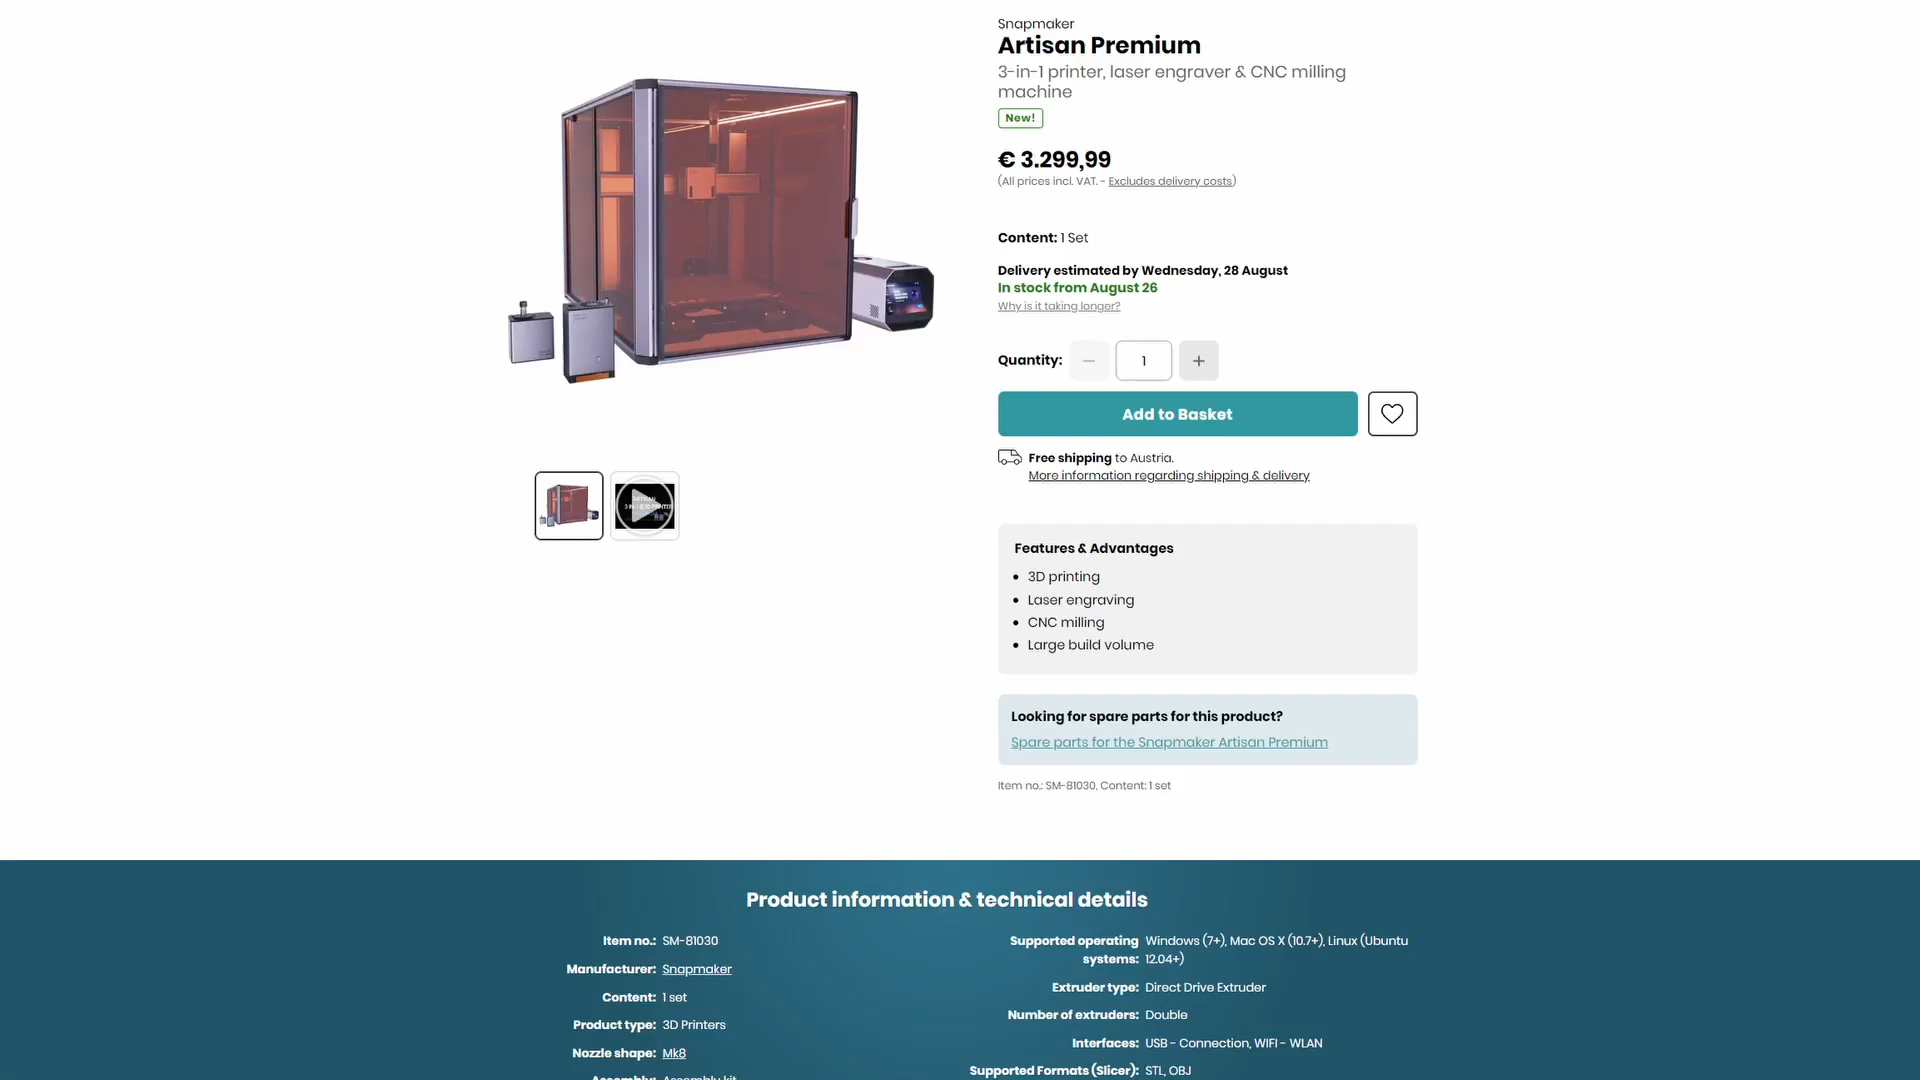 Snapmaker
Artisan Premium
3-in-1 printer, laser engraver & CNC milling
machine
New!
€ 3.299,99
(All prices incl. VAT. - Excludes delivery costs)
Content: 1 Set
Delivery estimated by Wednesday, 28 August
In stock from August 26
Why is it taking longer?
Quantity: − 1 +
Add to Basket
Free shipping to Austria.
More information regarding shipping & delivery
Features & Advantages
• 3D printing
• Laser engraving
• CNC milling
• Large build volume
Looking for spare parts for this product?
Spare parts for the Snapmaker Artisan Premium
Item no.: SM-81030, Content: 1 set
Product information & technical details
Item no.: SM-81030
Manufacturer: Snapmaker
Content: 1 set
Product type: 3D Printers
Nozzle shape: Mk8
Assembly: Assembly kit
Supported operating systems: Windows (7+), Mac OS X (10.7+), Linux (Ubuntu
12.04+)
Extruder type: Direct Drive Extruder
Number of extruders: Double
Interfaces: USB - Connection, WIFI - WLAN
Supported Formats (Slicer): STL, OBJ